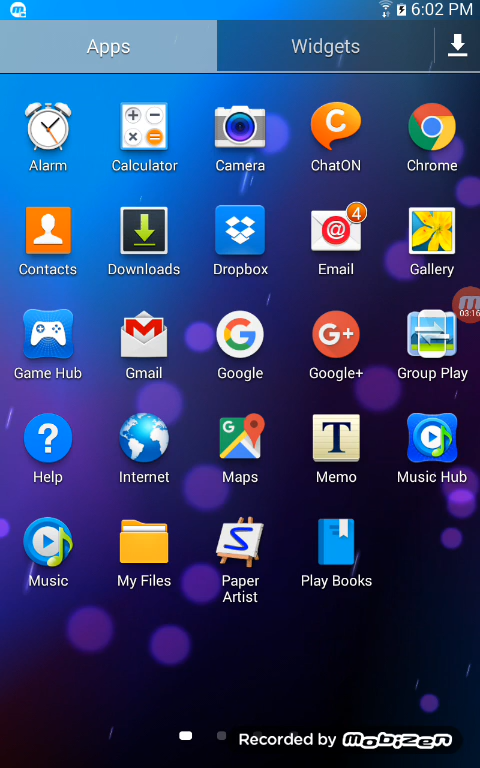 6:02 PM
Apps
Widgets
Alarm
Calculator
Camera
ChatON
Chrome
Contacts
Downloads
Dropbox
4
Email
Gallery
03:16
Game Hub
Gmail
Google
Google+
Group Play
Help
Internet
Maps
Memo
Music Hub
Music
My Files
Paper
Artist
Play Books
Recorded by Mobizen